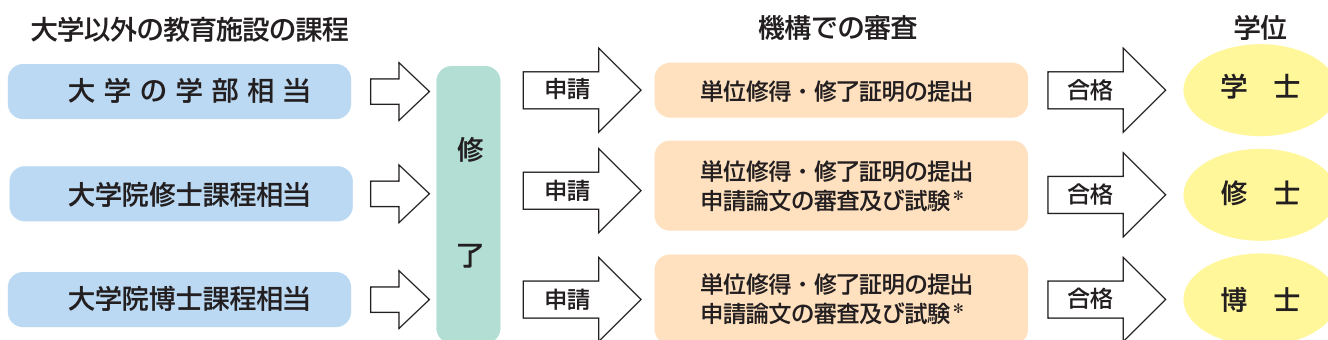 大学以外の教育施設の課程
機構での審査
学位
大学の学部相当
申請
単位修得・修了証明の提出
合格
学 士
大学院修士課程相当
修了
申請
単位修得・修了証明の提出
申請論文の審査及び試験*
合格
修 士
大学院博士課程相当
申請
単位修得・修了証明の提出
申請論文の審査及び試験*
合格
博 士